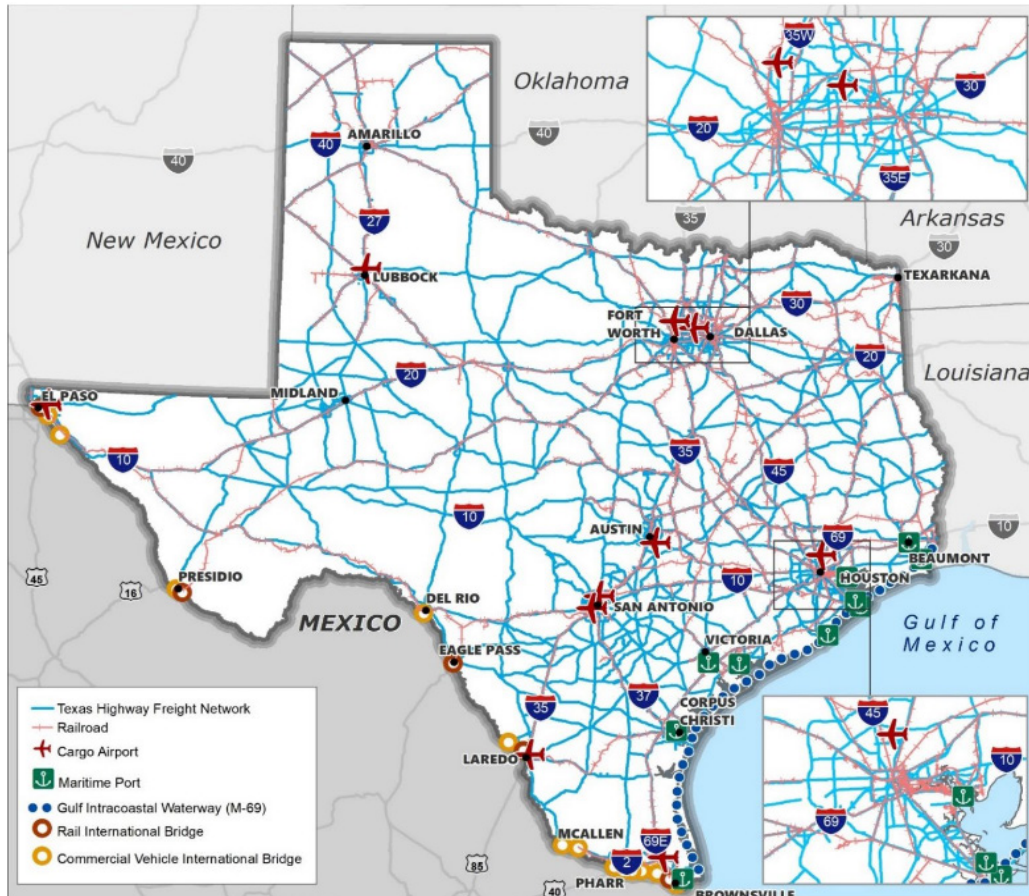 Oklahoma
40
40
New Mexico
AMARILLO
40
27
LUBBOCK
35W
30
20
35E
35
Arkansas
30
TEXARKANA
30
FORT
WORTH
DALLAS
20
Louisiana
20
MIDLAND
EL PASO
10
35
45
10
10
AUSTIN
69
BEAUMONT
HOUSTON
10
SAN ANTONIO
45
16
PRESIDIO
DEL RIO
MEXICO
EAGLE PASS
VICTORIA
Gulf of
Mexico
37
CORPUS
CHRISTI
35
LAREDO
MCALLEN
69E
2
PHARR
BROWNSVILLE
85
40
45
10
69
Texas Highway Freight Network
Railroad
Cargo Airport
Maritime Port
Gulf Intracoastal Waterway (M-69)
Rail International Bridge
Commercial Vehicle International Bridge